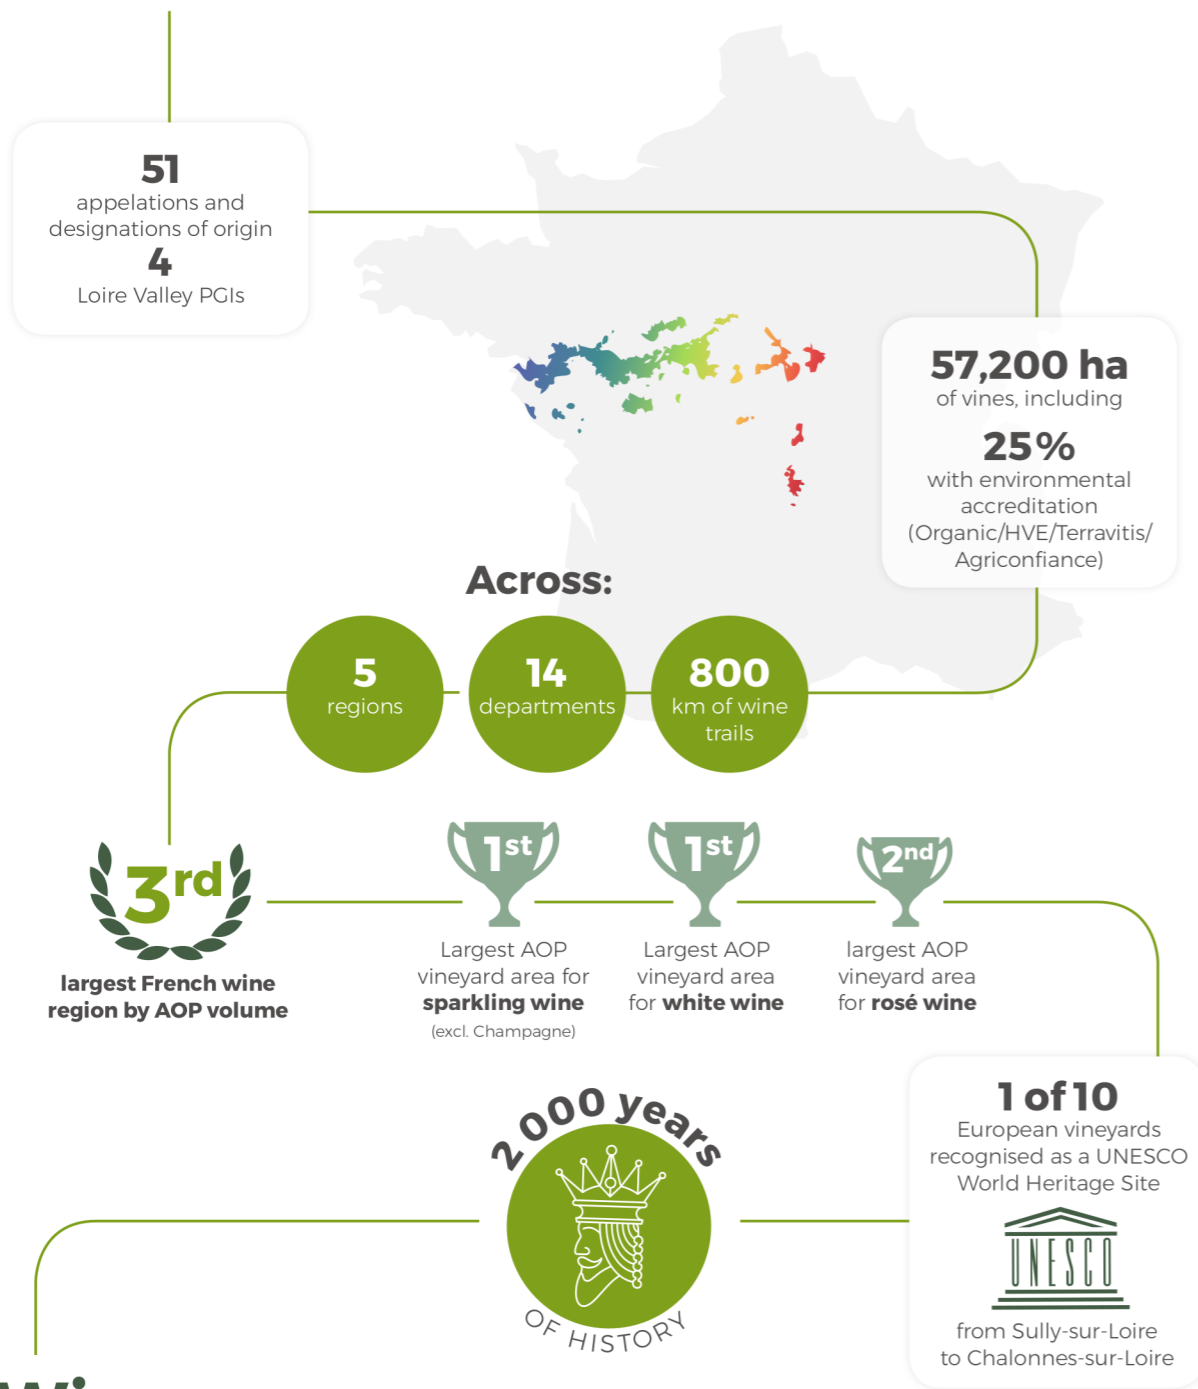 51
appelations and
designations of origin
4
Loire Valley PGIs
57,200 ha
of vines, including
25%
with environmental
accreditation
(Organic/HVE/Terravitis/
Agriconfiance)
Across:
5
regions
14
departments
800
km of wine
trails
3rd
largest French wine
region by AOP volume
1st
Largest AOP
vineyard area for
sparkling wine
(excl. Champagne)
1st
Largest AOP
vineyard area
for white wine
2nd
largest AOP
vineyard area
for rosé wine
1 of 10
European vineyards
recognised as a UNESCO
World Heritage Site
UNESCO
from Sully-sur-Loire
to Chalonnes-sur-Loire
2 000 years
OF HISTORY